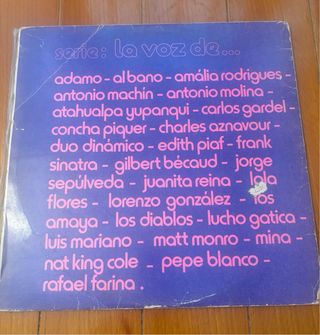 serie: la voz de...
adamo - al bano - amália rodrigues -
antonio machin - antonio molina -
atahualpa yupanqui - carlos gardel -
concha piquer - charles aznavour -
duo dinámico - edith piaf - frank
sinatra - gilbert bécaud - jorge
sepúlveda - juanita reina - lola
flores - lorenzo gonzález - los
amaya - los diablos - lucho gatica -
luis mariano - matt monro - mina -
nat king cole - pepe blanco -
rafael farina .